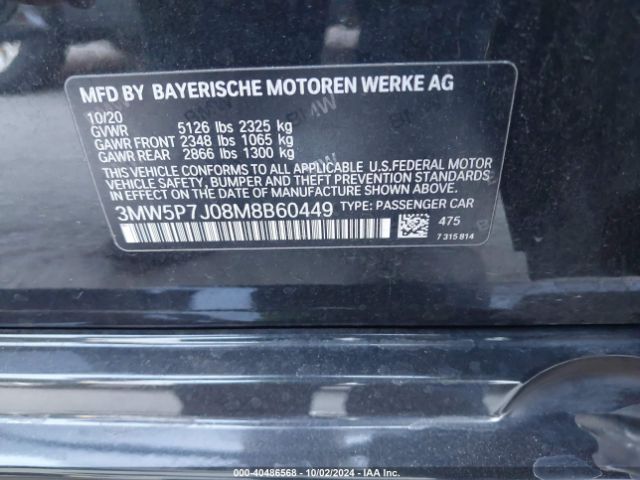 MFD BY BAYERISCHE MOTOREN WERKE AG
10/20
GVWR 5126 lbs 2325 kg
GAWR FRONT 2348 lbs 1065 kg
GAWR REAR 2866 lbs 1300 kg
THIS VEHICLE CONFORMS TO ALL APPLICABLE U.S.FEDERAL MOTOR
VEHICLE SAFETY, BUMPER AND THEFT PREVENTION STANDARDS
IN EFFECT ON THE DATE OF MANUFACTURE SHOWN ABOVE.
3MW5P7J08M8B60449 TYPE: PASSENGER CAR
475
7 315 814
000-40486568 - 10/02/2024 - IAA Inc.